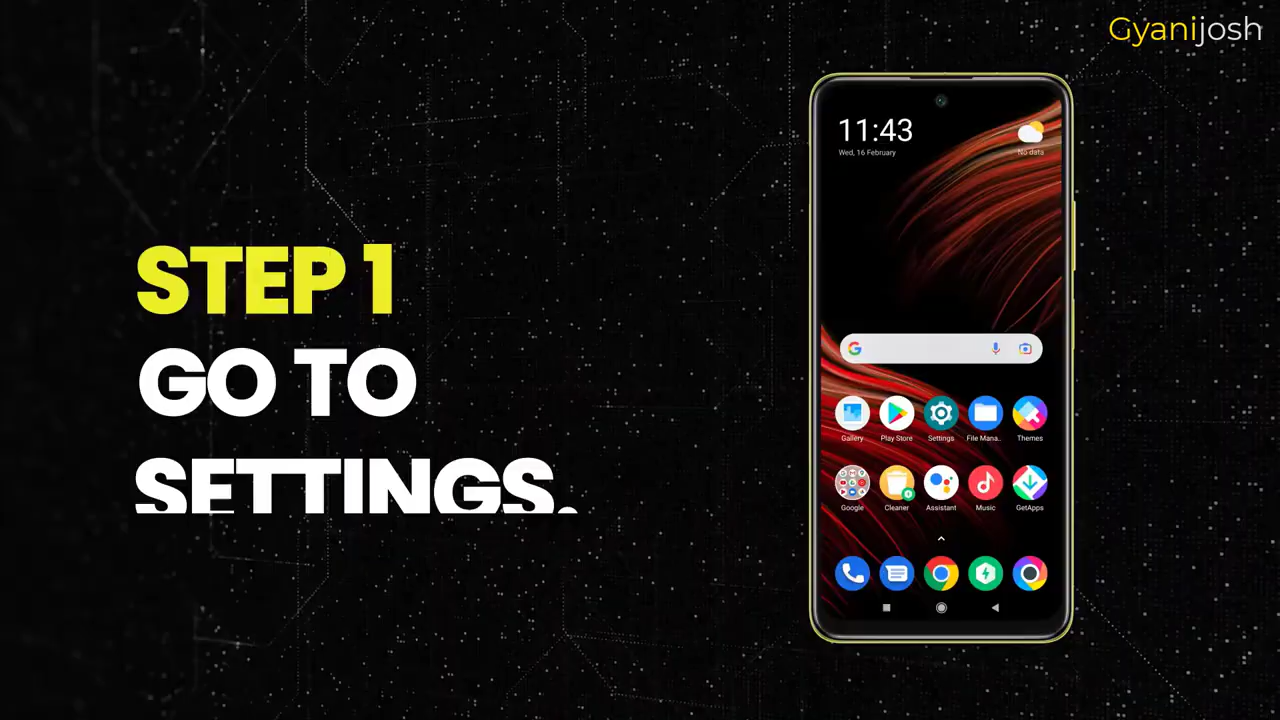 Gyanijosh
STEP 1
GO TO
SETTINGS.
11:43
Wed, 16 February
No data
Gallery Play Store Settings File Mana.. Themes
Google Cleaner Assistant Music GetApps